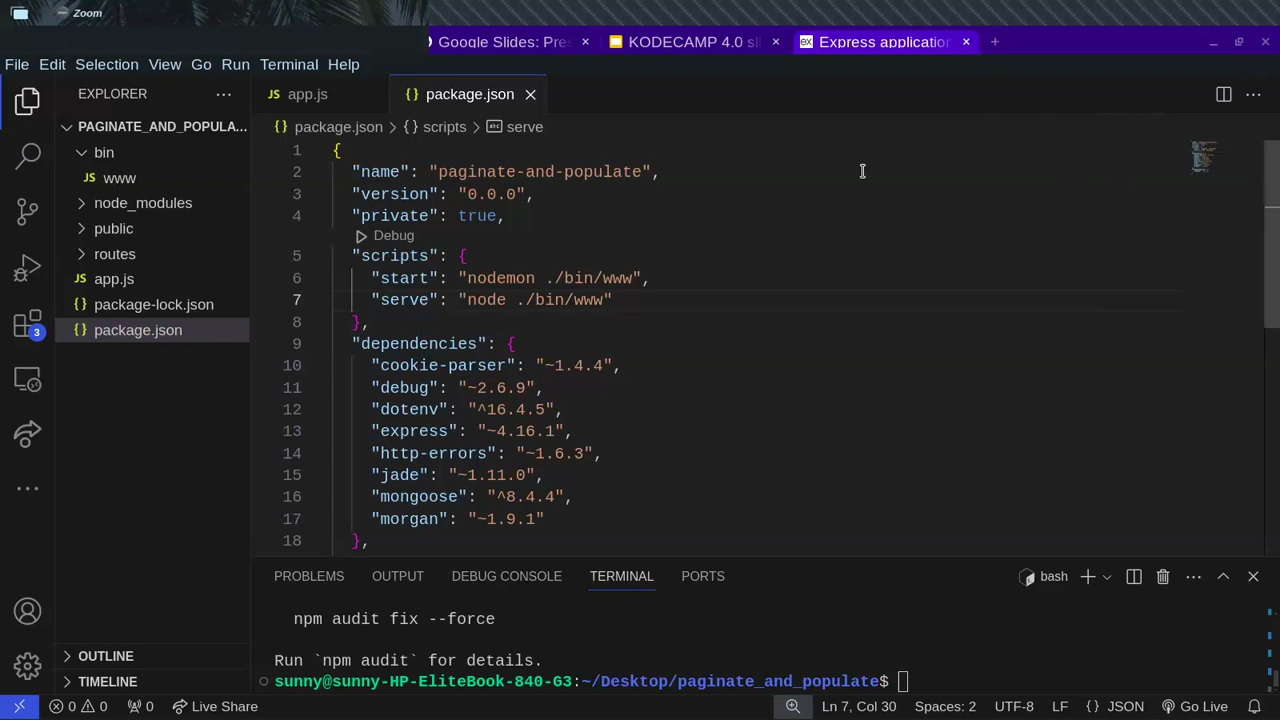 Zoom
Google Slides: Pre
KODECAMP 4.0 sli
Express application
File Edit Selection View Go Run Terminal Help
EXPLORER
app.js
package.json
PAGINATE_AND_POPULA...
package.json > {} scripts > serve
bin
www
node_modules
public
routes
app.js
package-lock.json
package.json
1 {
2 "name": "paginate-and-populate",
3 "version": "0.0.0",
4 "private": true,
Debug
5 "scripts": {
6 "start": "nodemon ./bin/www",
7 "serve": "node ./bin/www"
8 },
9 "dependencies": {
10 "cookie-parser": "~1.4.4",
11 "debug": "~2.6.9",
12 "dotenv": "^16.4.5",
13 "express": "~4.16.1",
14 "http-errors": "~1.6.3",
15 "jade": "~1.11.0",
16 "mongoose": "^8.4.4",
17 "morgan": "~1.9.1"
18 },
3
PROBLEMS OUTPUT DEBUG CONSOLE TERMINAL PORTS
bash
npm audit fix --force
Run `npm audit` for details.
sunny@sunny-HP-EliteBook-840-G3:~/Desktop/paginate_and_populate$
OUTLINE
TIMELINE
0 0 0 Live Share
Ln 7, Col 30 Spaces: 2 UTF-8 LF {} JSON Go Live